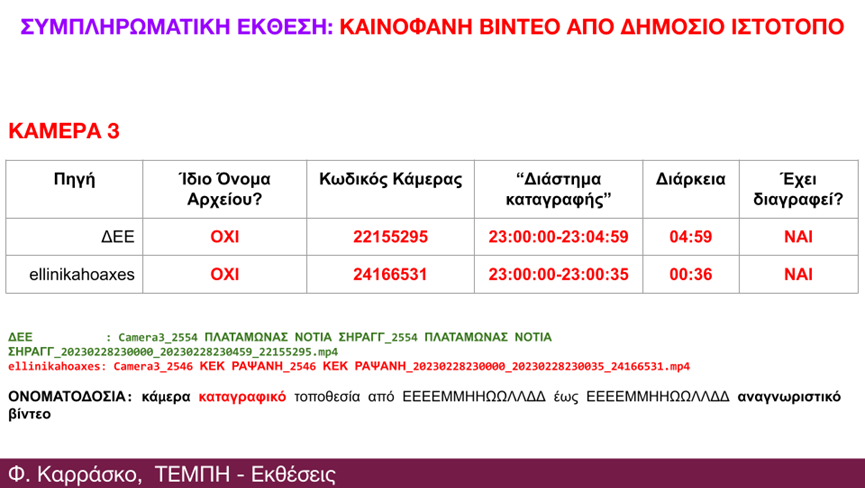 ΣΥΜΠΛΗΡΩΜΑΤΙΚΗ ΕΚΘΕΣΗ: ΚΑΙΝΟΦΑΝΗ ΒΙΝΤΕΟ ΑΠΟ ΔΗΜΟΣΙΟ ΙΣΤΟΤΟΠΟ
ΚΑΜΕΡΑ 3
Πηγή Ίδιο Όνομα Αρχείου? Κωδικός Κάμερας “Διάστημα καταγραφής” Διάρκεια Έχει διαγραφεί?
ΔΕΕ ΟΧΙ 22155295 23:00:00-23:04:59 04:59 ΝΑΙ
ellinikahoaxes ΟΧΙ 24166531 23:00:00-23:00:35 00:36 ΝΑΙ
ΔΕΕ : Camera3_2554 ΠΛΑΤΑΜΩΝΑΣ ΝΟΤΙΑ ΣΗΡΑΓΓ_2554 ΠΛΑΤΑΜΩΝΑΣ ΝΟΤΙΑ
ΣΗΡΑΓΓ_20230228230000_20230228230459_22155295.mp4
ellinikahoaxes: Camera3_2546 ΚΕΚ ΡΑΨΑΝΗ_2546 ΚΕΚ ΡΑΨΑΝΗ_20230228230000_20230228230035_24166531.mp4
ΟΝΟΜΑΤΟΔΟΣΙΑ: κάμερα καταγραφικό τοποθεσία από ΕΕΕΕΜΜΗΗΩΩΛΛΔΔ έως ΕΕΕΕΜΜΗΗΩΩΛΛΔΔ αναγνωριστικό
βίντεο
Φ. Καρράσκο, ΤΕΜΠΗ - Εκθέσεις